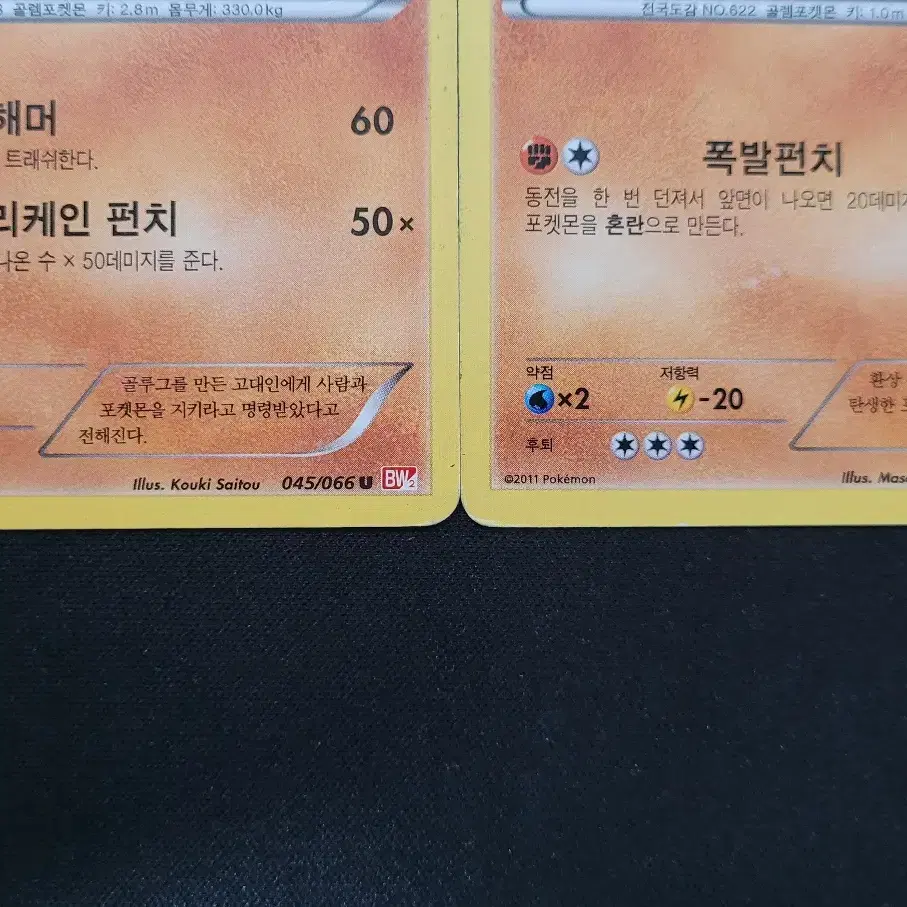 골렘포켓몬 키: 2.8m 몸무게: 330.0kg
해머 60
트래쉬한다.
리케인 펀치 50×
나온 수 × 50데미지를 준다.
골루그를 만든 고대인에게 사람과
포켓몬을 지키라고 명령받았다고
전해진다.
Illus. Kouki Saitou 045/066 U BW2
전국도감 NO.622 골렘포켓몬 키: 1.0m
폭발펀치
동전을 한 번 던져서 앞면이 나오면 20데미지
포켓몬을 혼란으로 만든다.
약점 저항력
×2 -20
후퇴
환상
탄생한
©2011 Pokémon Illus.